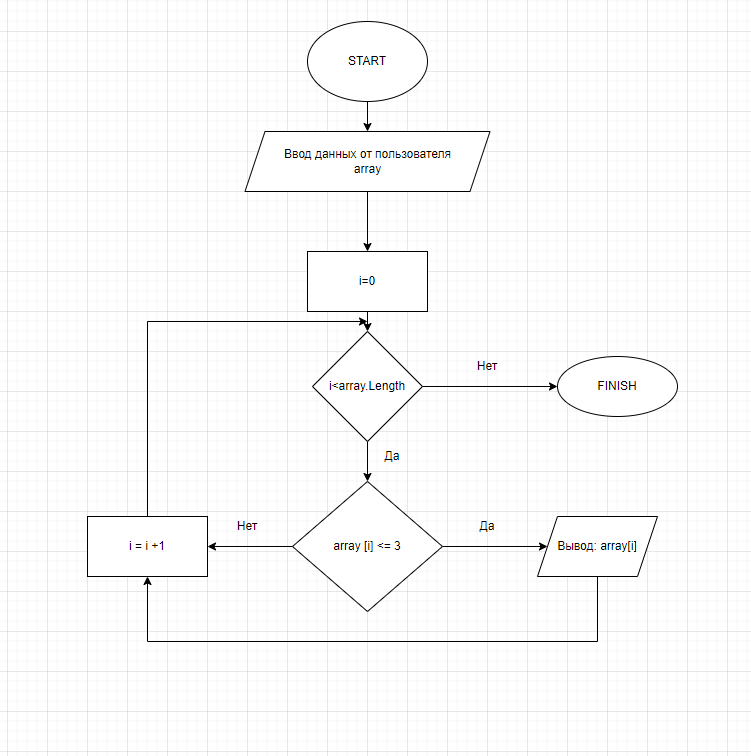 START
Ввод данных от пользователя
array
i=0
i<array.Length
Нет
FINISH
Да
array [i] <= 3
Нет
i = i +1
Да
Вывод: array[i]